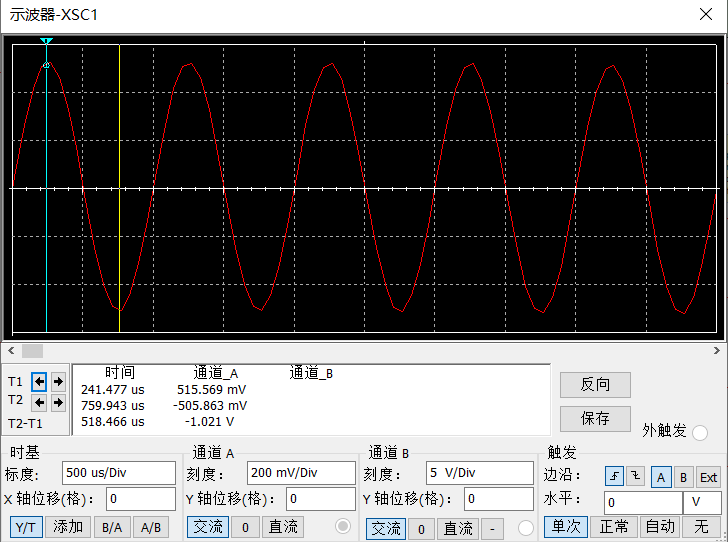 示波器-XSC1
时间 通道_A 通道_B
T1 241.477 us 515.569 mV
T2 759.943 us -505.863 mV
T2-T1 518.466 us -1.021 V
反向
保存
外触发
时基
标度: 500 us/Div
X 轴位移(格): 0
Y/T 添加 B/A A/B
通道 A
刻度: 200 mV/Div
Y 轴位移(格): 0
交流 0 直流
通道 B
刻度: 5 V/Div
Y 轴位移(格): 0
交流 0 直流 -
触发
边沿: A B Ext
水平: 0 V
单次 正常 自动 无